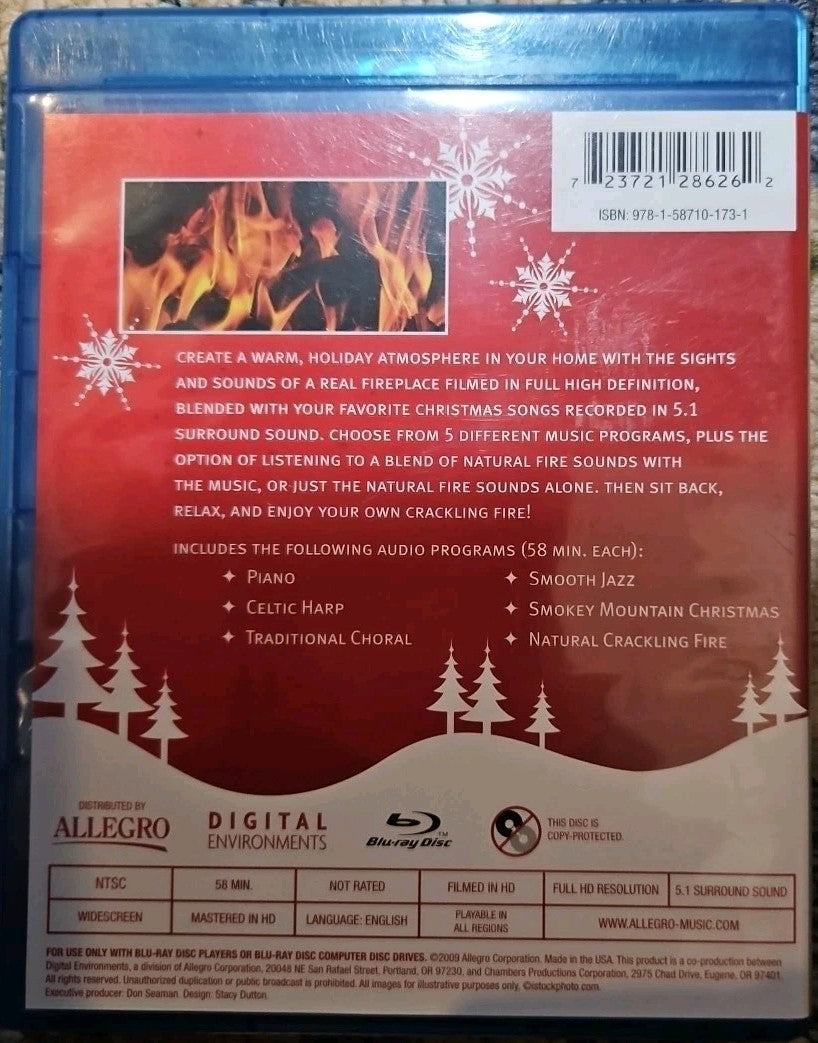 7 23721 28626 2
ISBN: 978-1-58710-173-1
CREATE A WARM, HOLIDAY ATMOSPHERE IN YOUR HOME WITH THE SIGHTS
AND SOUNDS OF A REAL FIREPLACE FILMED IN FULL HIGH DEFINITION,
BLENDED WITH YOUR FAVORITE CHRISTMAS SONGS RECORDED IN 5.1
SURROUND SOUND. CHOOSE FROM 5 DIFFERENT MUSIC PROGRAMS, PLUS THE
OPTION OF LISTENING TO A BLEND OF NATURAL FIRE SOUNDS WITH
THE MUSIC, OR JUST THE NATURAL FIRE SOUNDS ALONE. THEN SIT BACK,
RELAX, AND ENJOY YOUR OWN CRACKLING FIRE!
INCLUDES THE FOLLOWING AUDIO PROGRAMS (58 MIN. EACH):
✦ PIANO
✦ CELTIC HARP
✦ TRADITIONAL CHORAL
✦ SMOOTH JAZZ
✦ SMOKEY MOUNTAIN CHRISTMAS
✦ NATURAL CRACKLING FIRE
DISTRIBUTED BY
ALLEGRO
DIGITAL
ENVIRONMENTS
Blu-ray Disc™
THIS DISC IS
COPY-PROTECTED.
NTSC 58 MIN. NOT RATED FILMED IN HD FULL HD RESOLUTION 5.1 SURROUND SOUND
WIDESCREEN MASTERED IN HD LANGUAGE: ENGLISH PLAYABLE IN
ALL REGIONS WWW.ALLEGRO-MUSIC.COM
FOR USE ONLY WITH BLU-RAY DISC PLAYERS OR BLU-RAY DISC COMPUTER DISC DRIVES. ©2009 Allegro Corporation. Made in the USA. This product is a co-production between
Digital Environments, a division of Allegro Corporation, 20048 NE San Rafael Street, Portland, OR 97230, and Chambers Productions Corporation, 2975 Chad Drive, Eugene, OR 97401.
All rights reserved. Unauthorized duplication or public broadcast is prohibited. All images for illustrative purposes only. ©istockphoto.com.
Executive producer: Don Seaman. Design: Stacy Dutton.